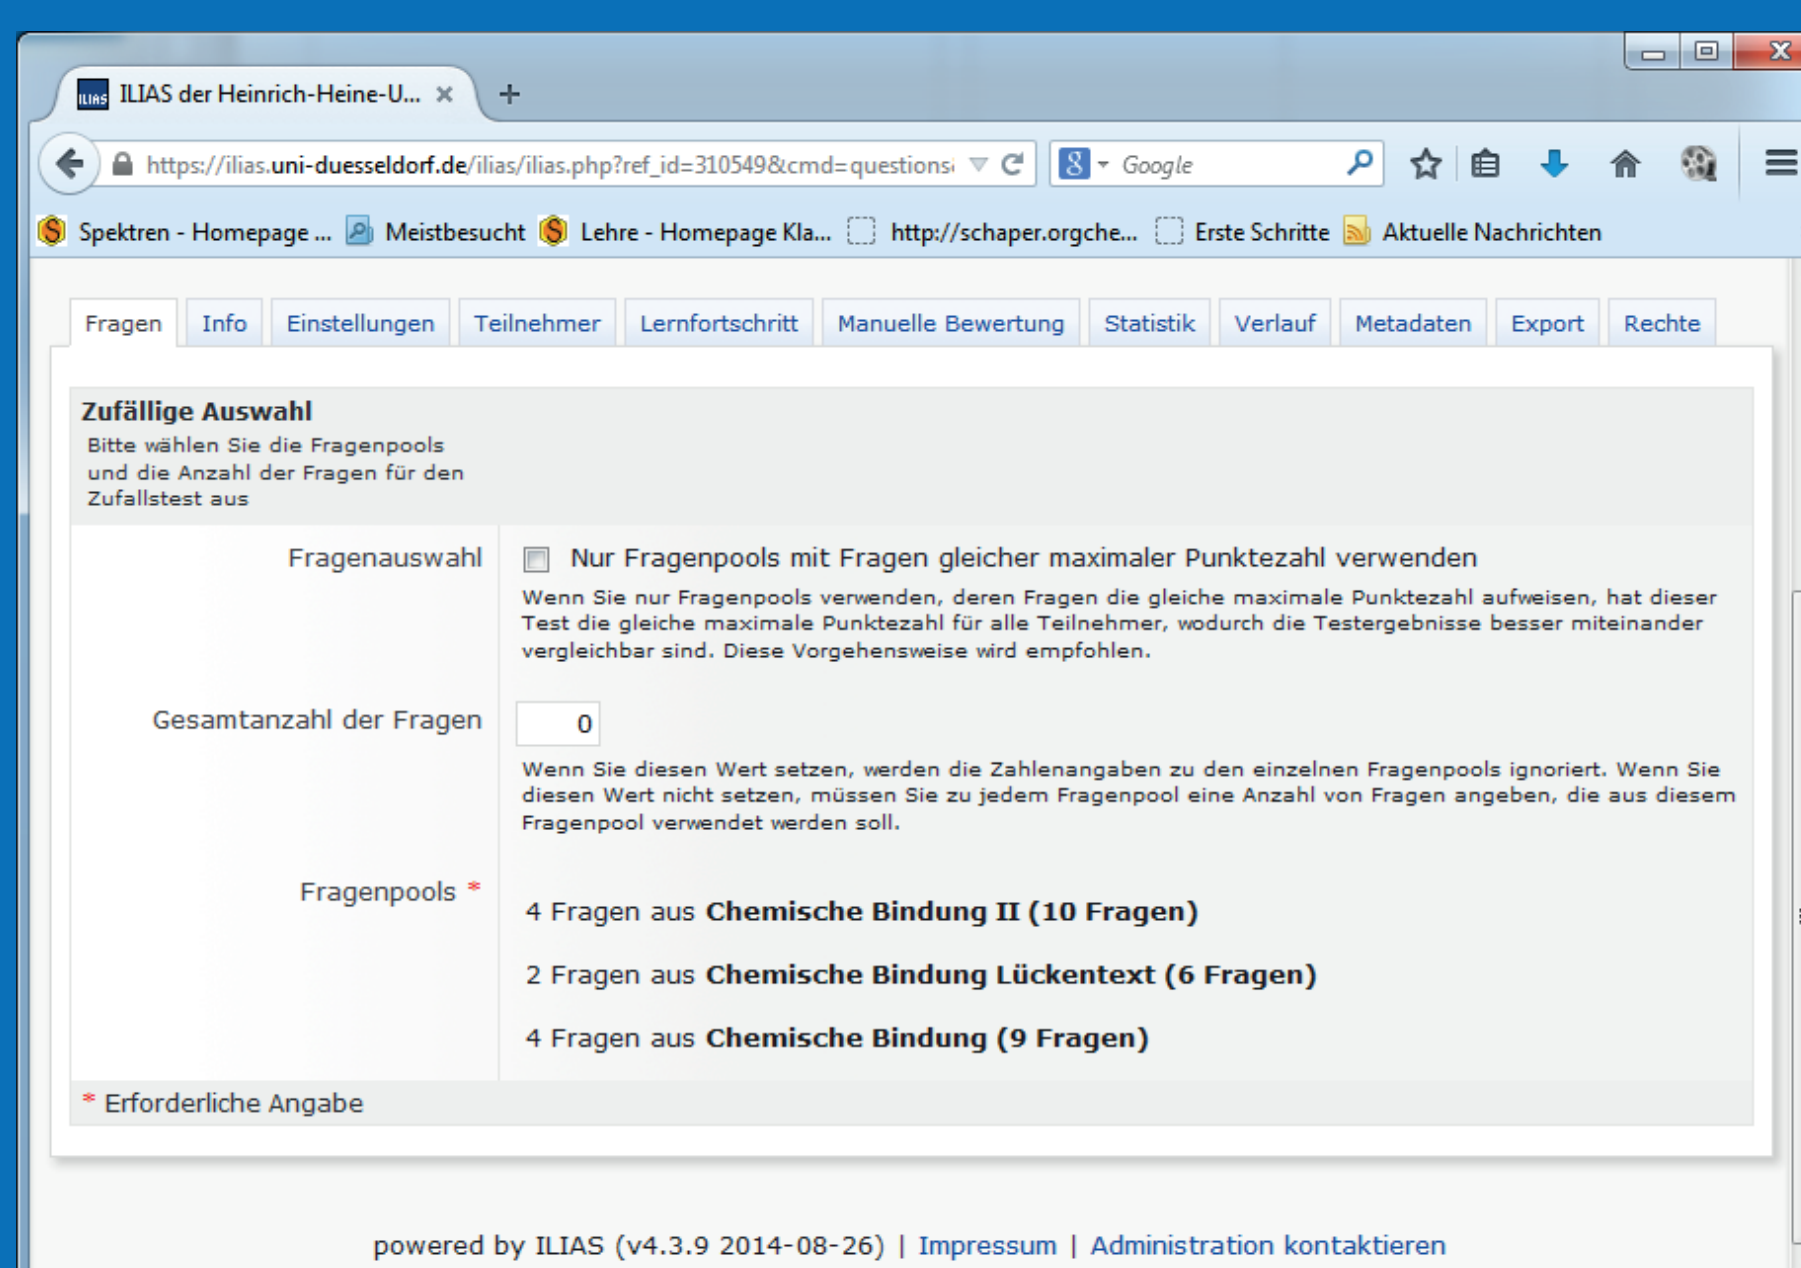 ILIAS der Heinrich-Heine-U...
https://ilias.uni-duesseldorf.de/ilias/ilias.php?ref_id=310549&cmd=questions
Google
Spektren - Homepage ... Meistbesucht Lehre - Homepage Kla... http://schaper.orgche... Erste Schritte Aktuelle Nachrichten
Fragen Info Einstellungen Teilnehmer Lernfortschritt Manuelle Bewertung Statistik Verlauf Metadaten Export Rechte
Zufällige Auswahl
Bitte wählen Sie die Fragenpools
und die Anzahl der Fragen für den
Zufallstest aus
Fragenauswahl
Nur Fragenpools mit Fragen gleicher maximaler Punktezahl verwenden
Wenn Sie nur Fragenpools verwenden, deren Fragen die gleiche maximale Punktezahl aufweisen, hat dieser
Test die gleiche maximale Punktezahl für alle Teilnehmer, wodurch die Testergebnisse besser miteinander
vergleichbar sind. Diese Vorgehensweise wird empfohlen.
Gesamtanzahl der Fragen
0
Wenn Sie diesen Wert setzen, werden die Zahlenangaben zu den einzelnen Fragenpools ignoriert. Wenn Sie
diesen Wert nicht setzen, müssen Sie zu jedem Fragenpool eine Anzahl von Fragen angeben, die aus diesem
Fragenpool verwendet werden soll.
Fragenpools *
4 Fragen aus Chemische Bindung II (10 Fragen)
2 Fragen aus Chemische Bindung Lückentext (6 Fragen)
4 Fragen aus Chemische Bindung (9 Fragen)
* Erforderliche Angabe
powered by ILIAS (v4.3.9 2014-08-26) | Impressum | Administration kontaktieren